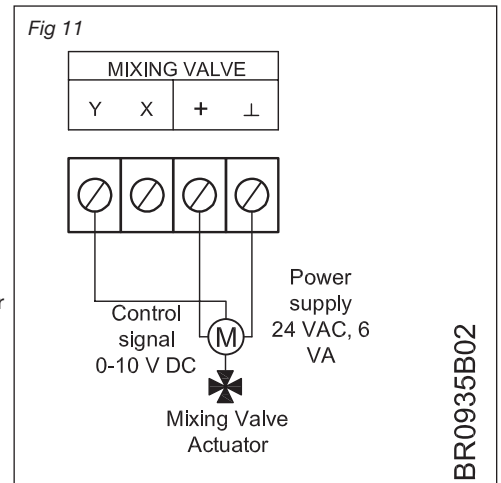 Fig 11
MIXING VALVE
Y X + ⊥
Control
signal
0-10 V DC
M
Power
supply
24 VAC, 6
VA
Mixing Valve
Actuator
BR0935B02
r